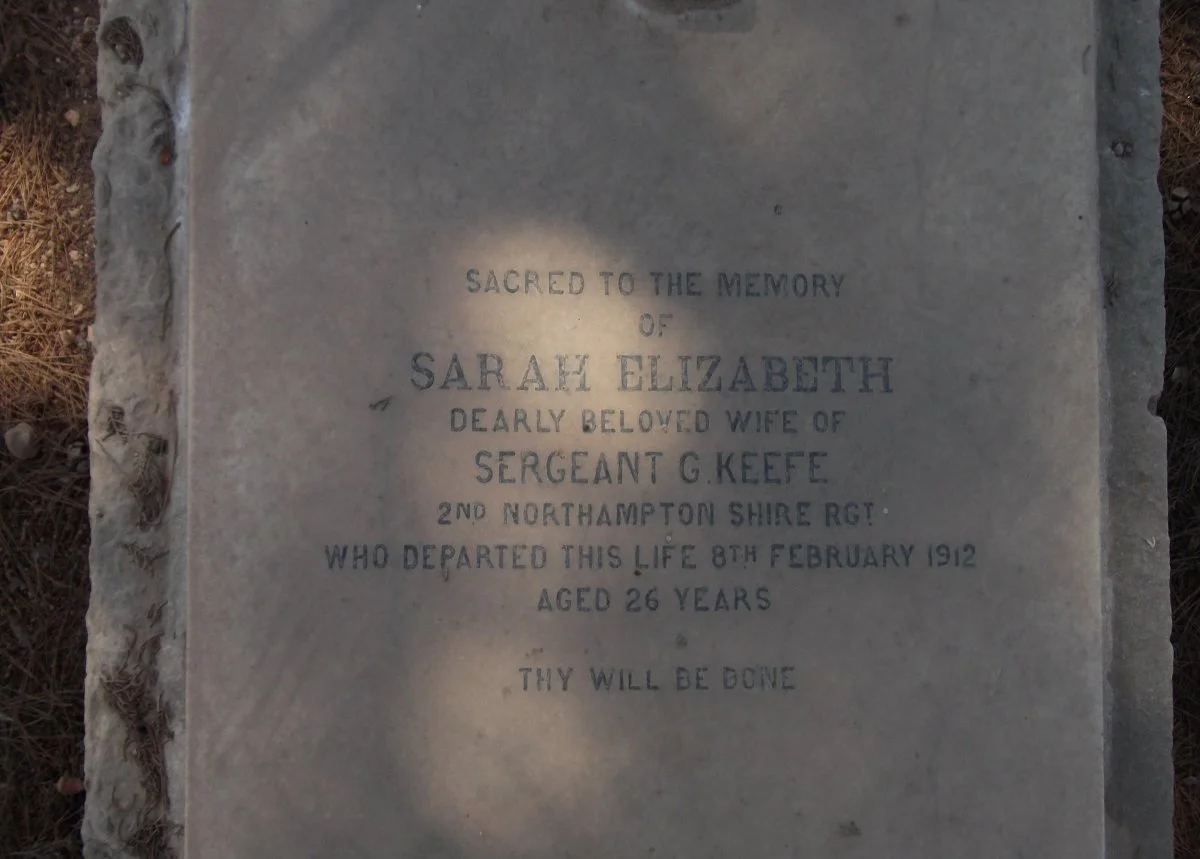 SACRED TO THE MEMORY
OF
SARAH ELIZABETH
DEARLY BELOVED WIFE OF
SERGEANT G. KEEFE
2ND NORTHAMPTON SHIRE RGT
WHO DEPARTED THIS LIFE 8TH FEBRUARY 1912
AGED 26 YEARS
THY WILL BE DONE